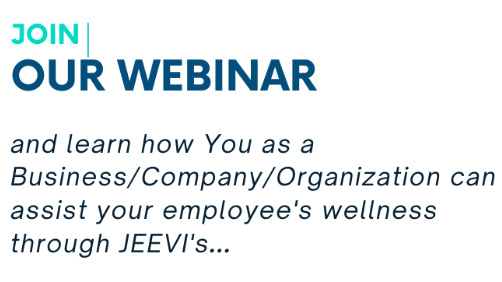 JOIN
OUR WEBINAR
and learn how You as a
Business/Company/Organization can
assist your employee's wellness
through JEEVI's...